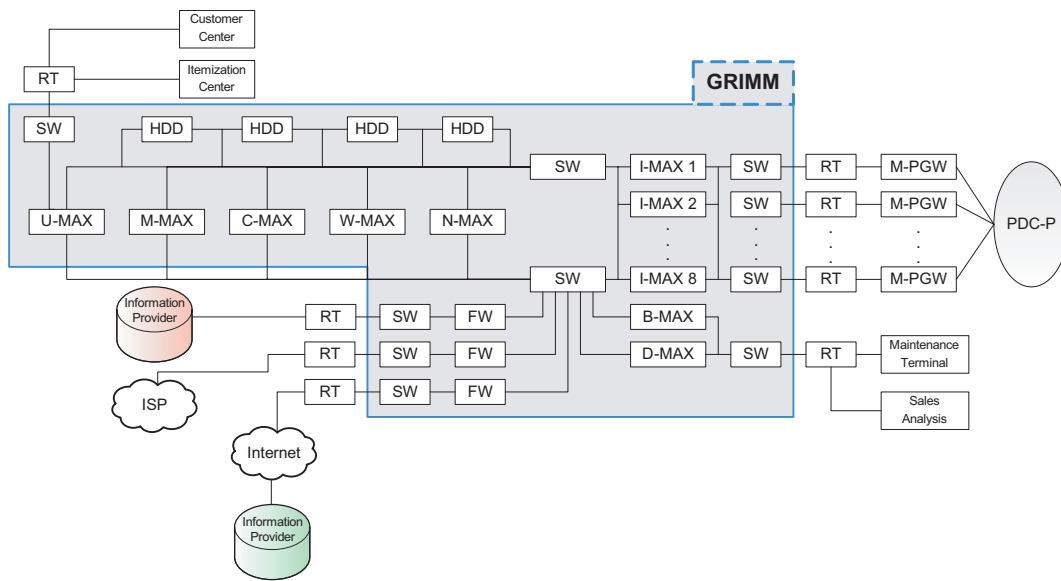 Customer
Center
RT
Itemization
Center
GRIMM
SW
HDD
HDD
HDD
HDD
SW
I-MAX 1
SW
RT
M-PGW
U-MAX
M-MAX
C-MAX
W-MAX
N-MAX
I-MAX 2
SW
RT
M-PGW
PDC-P
SW
I-MAX 8
SW
RT
M-PGW
Information
Provider
RT
SW
FW
B-MAX
RT
SW
FW
D-MAX
SW
RT
Maintenance
Terminal
ISP
RT
SW
FW
Sales
Analysis
Internet
Information
Provider